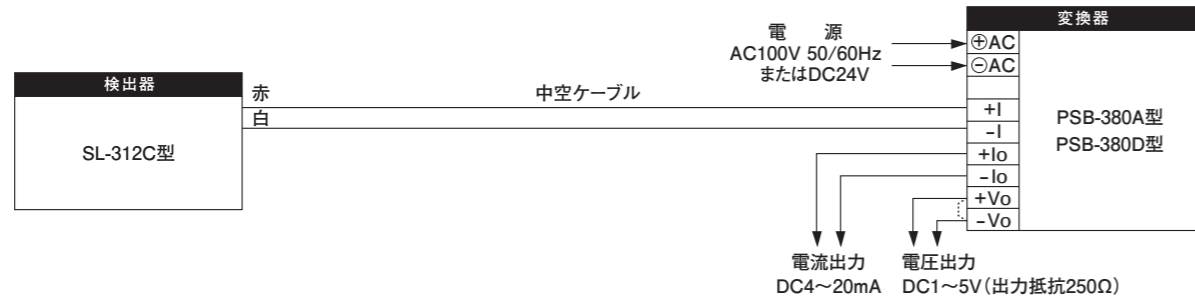 検出器
SL-312C型
赤
中空ケーブル
白
電 源
AC100V 50/60Hz
またはDC24V
変換器
⊕AC
⊖AC
+I
−I
+Io
−Io
+Vo
−Vo
PSB-380A型
PSB-380D型
電流出力
DC4〜20mA
電圧出力
DC1〜5V(出力抵抗250Ω)